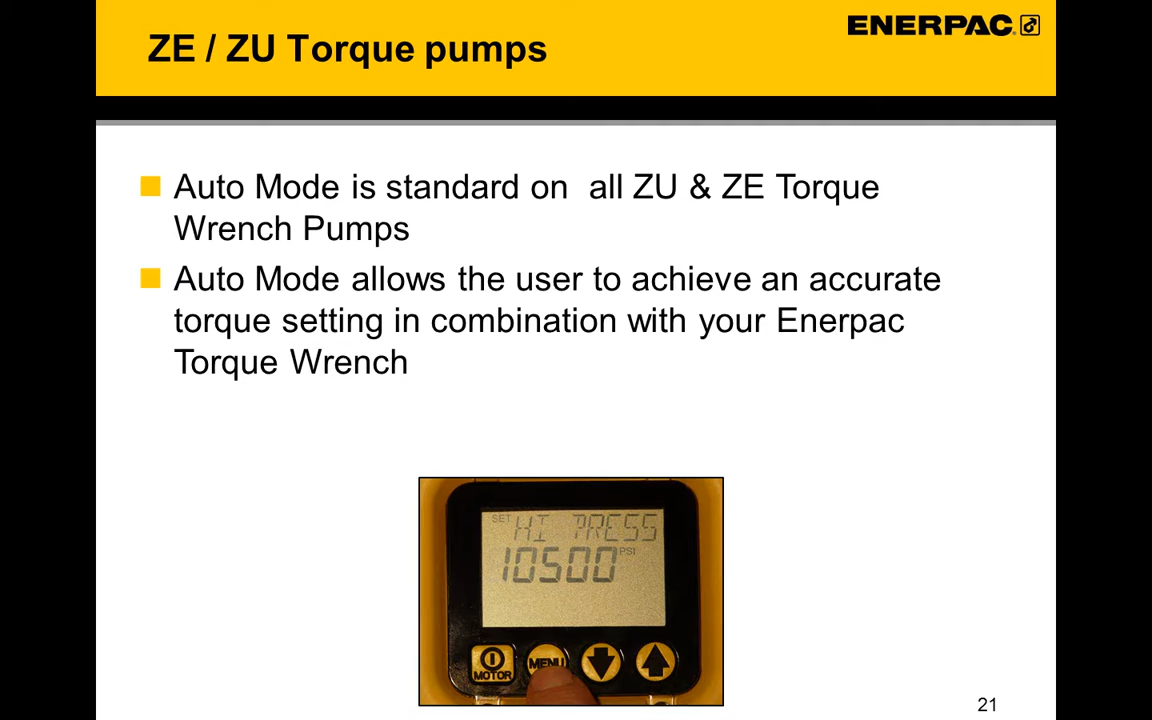 ZE / ZU Torque pumps
ENERPAC
Auto Mode is standard on  all ZU & ZE Torque
Wrench Pumps
Auto Mode allows the user to achieve an accurate
torque setting in combination with your Enerpac
Torque Wrench
SET HI PRESS
10500 PSI
MOTOR MENU
21